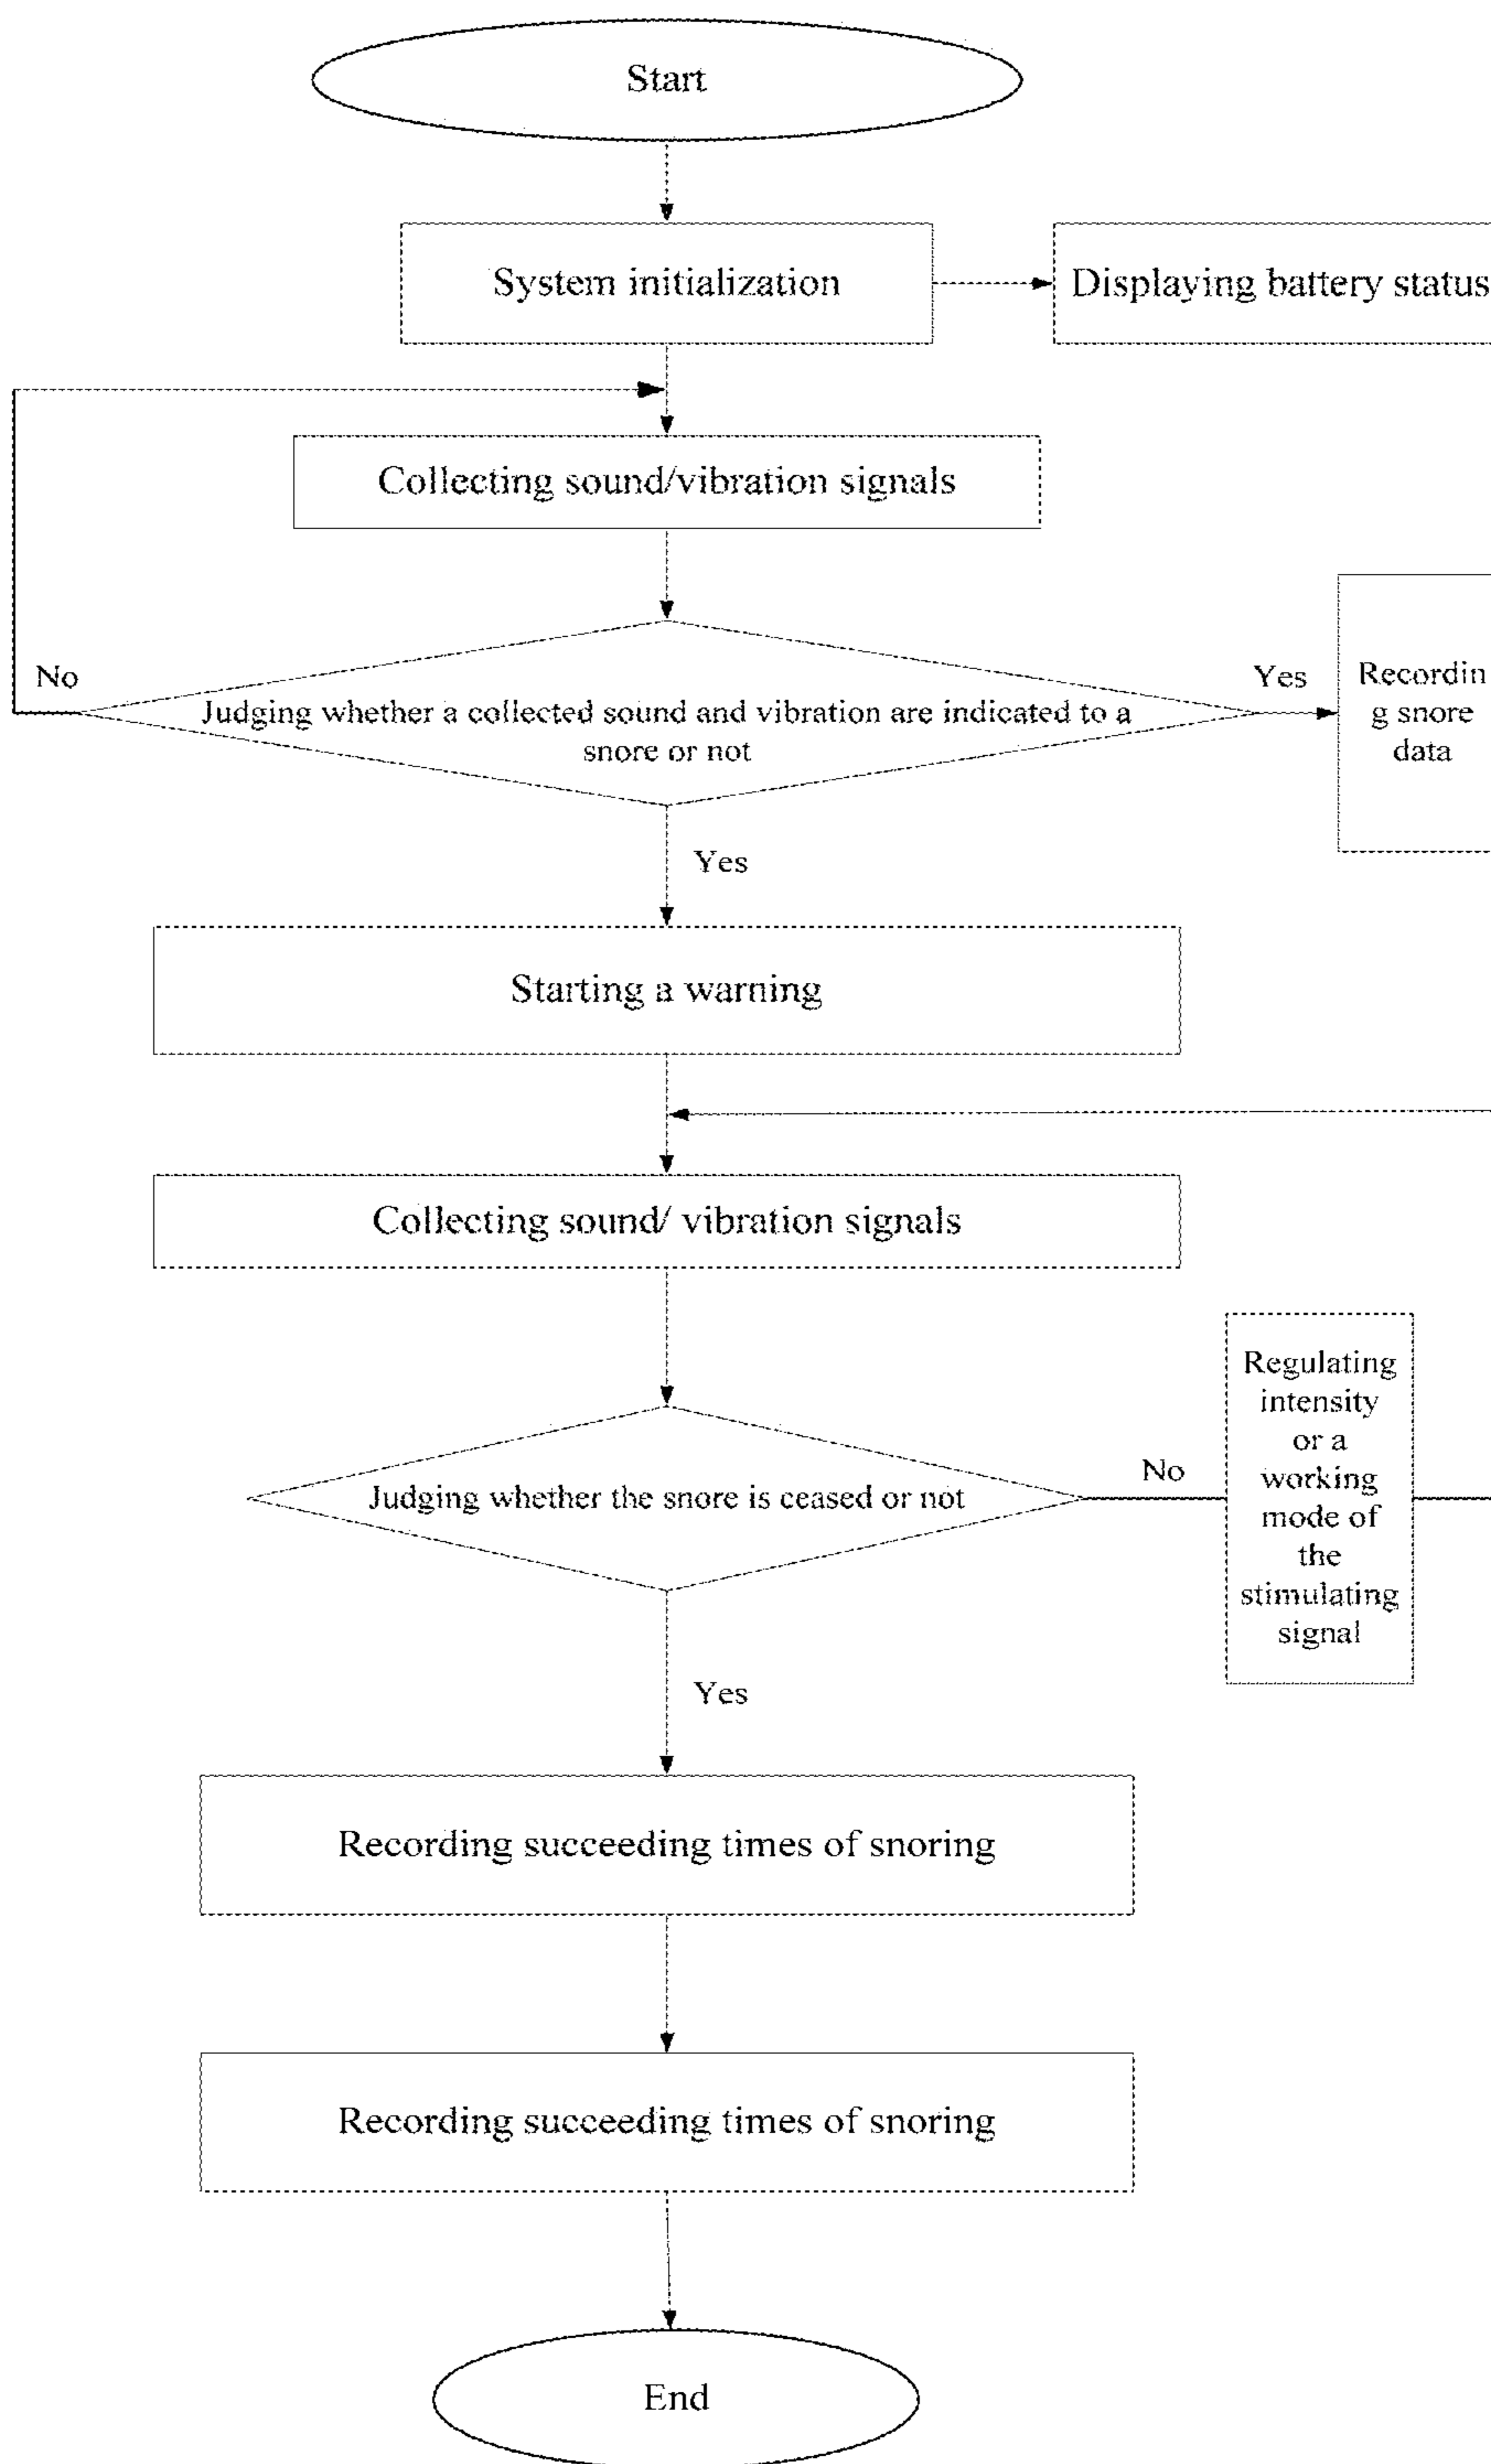 Start
System initialization
Displaying battery status
Collecting sound/vibration signals
No
Judging whether a collected sound and vibration are indicated to a
snore or not
Yes
Recordin
g snore
data
Yes
Starting a warning
Collecting sound/ vibration signals
Judging whether the snore is ceased or not
No
Regulating
intensity
or a
working
mode of
the
stimulating
signal
Yes
Recording succeeding times of snoring
Recording succeeding times of snoring
End